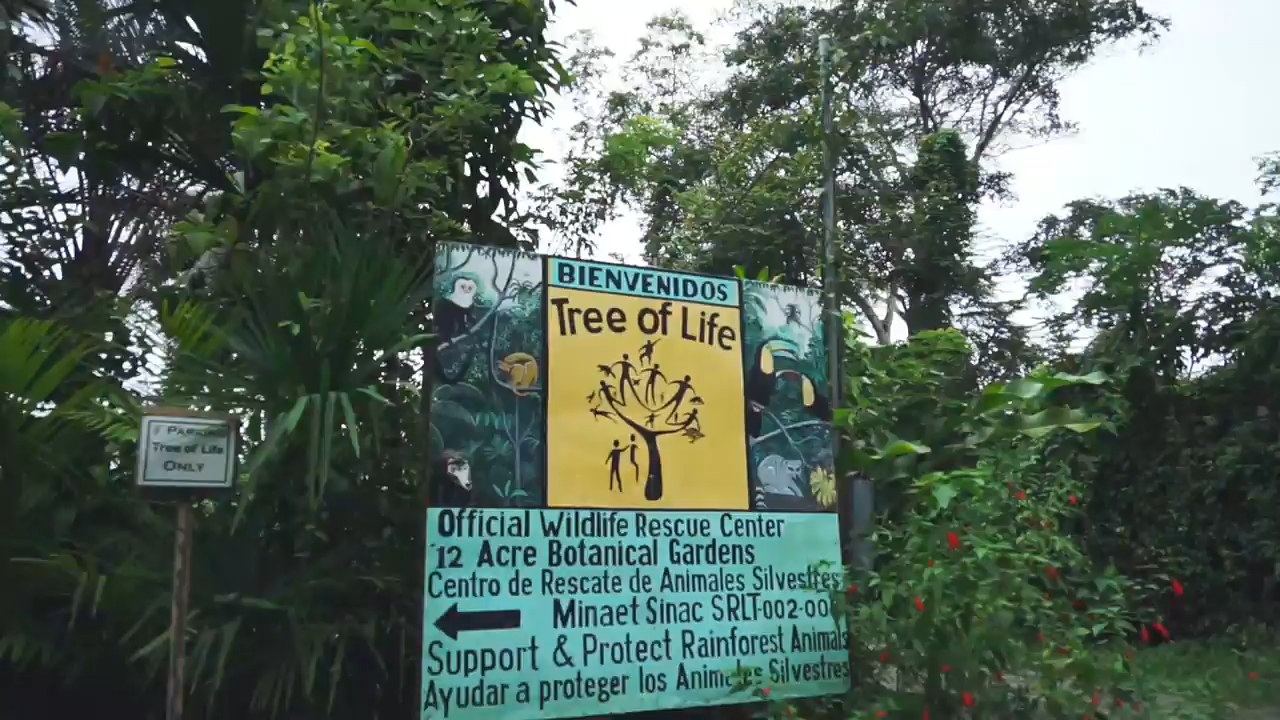 BIENVENIDOS
Tree of Life
Official Wildlife Rescue Center
12 Acre Botanical Gardens
Centro de Rescate de Animales Silvestres
Minaet Sinac SRLT-002-00
Support & Protect Rainforest Animals
Ayudar a proteger los Animales Silvestres
Tree of Life
ONLY